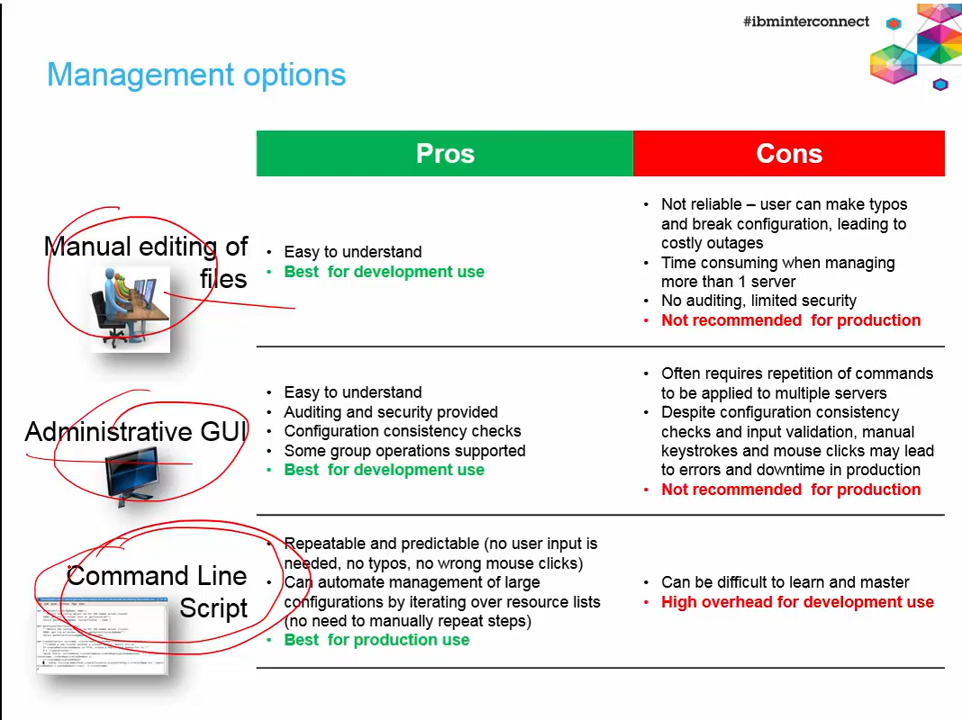 #ibminterconnect
Management options
Pros
Cons
Manual editing of
files
• Easy to understand
• Best for development use
• Not reliable – user can make typos
and break configuration, leading to
costly outages
• Time consuming when managing
more than 1 server
• No auditing, limited security
• Not recommended for production
Administrative GUI
• Easy to understand
• Auditing and security provided
• Configuration consistency checks
• Some group operations supported
• Best for development use
• Often requires repetition of commands
to be applied to multiple servers
• Despite configuration consistency
checks and input validation, manual
keystrokes and mouse clicks may lead
to errors and downtime in production
• Not recommended for production
Command Line
Script
• Repeatable and predictable (no user input is
needed, no typos, no wrong mouse clicks)
• Can automate management of large
configurations by iterating over resource lists
(no need to manually repeat steps)
• Best for production use
• Can be difficult to learn and master
• High overhead for development use